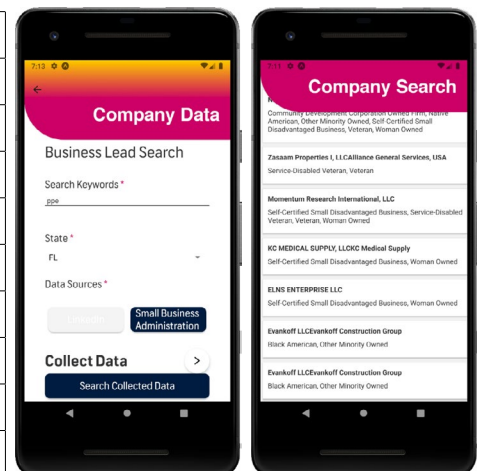 7:13
Company Data
Business Lead Search
Search Keywords *
ppe
State *
FL
Data Sources *
Small Business
Administration
Collect Data
>
Search Collected Data
7:11
Company Search
Community Development Corporation Owned Firm, Native
American, Other Minority Owned, Self-Certified Small
Disadvantaged Business, Veteran, Woman Owned
Zasaam Properties I, LLCAlliance General Services, USA
Service-Disabled Veteran, Veteran
Momentum Research International, LLC
Self-Certified Small Disadvantaged Business, Service-Disabled
Veteran, Veteran, Woman Owned
KC MEDICAL SUPPLY, LLCKC Medical Supply
Self-Certified Small Disadvantaged Business, Woman Owned
ELNS ENTERPRISE LLC
Self-Certified Small Disadvantaged Business, Woman Owned
Evankoff LLCEvankoff Construction Group
Black American, Other Minority Owned
Evankoff LLCEvankoff Construction Group
Black American, Other Minority Owned